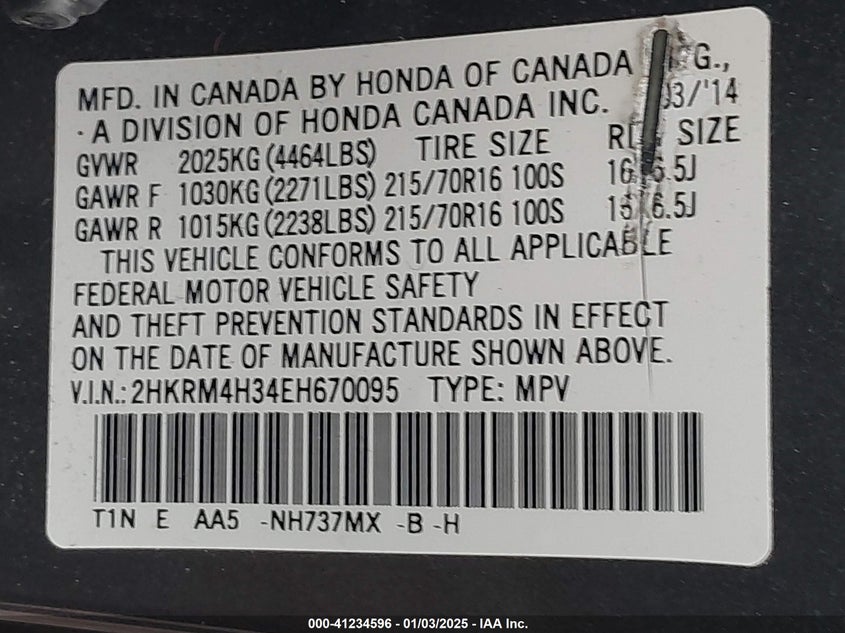 MFD. IN CANADA BY HONDA OF CANADA
· A DIVISION OF HONDA CANADA INC. 03/'14
GVWR 2025KG (4464LBS) TIRE SIZE SIZE
GAWR F 1030KG (2271LBS) 215/70R16 100S
GAWR R 1015KG (2238LBS) 215/70R16 100S
THIS VEHICLE CONFORMS TO ALL APPLICABLE
FEDERAL MOTOR VEHICLE SAFETY
AND THEFT PREVENTION STANDARDS IN EFFECT
ON THE DATE OF MANUFACTURE SHOWN ABOVE.
V.I.N.: 2HKRM4H34EH670095 TYPE: MPV
T1N E AA5 -NH737MX -B -H
000-41234596 - 01/03/2025 - IAA Inc.